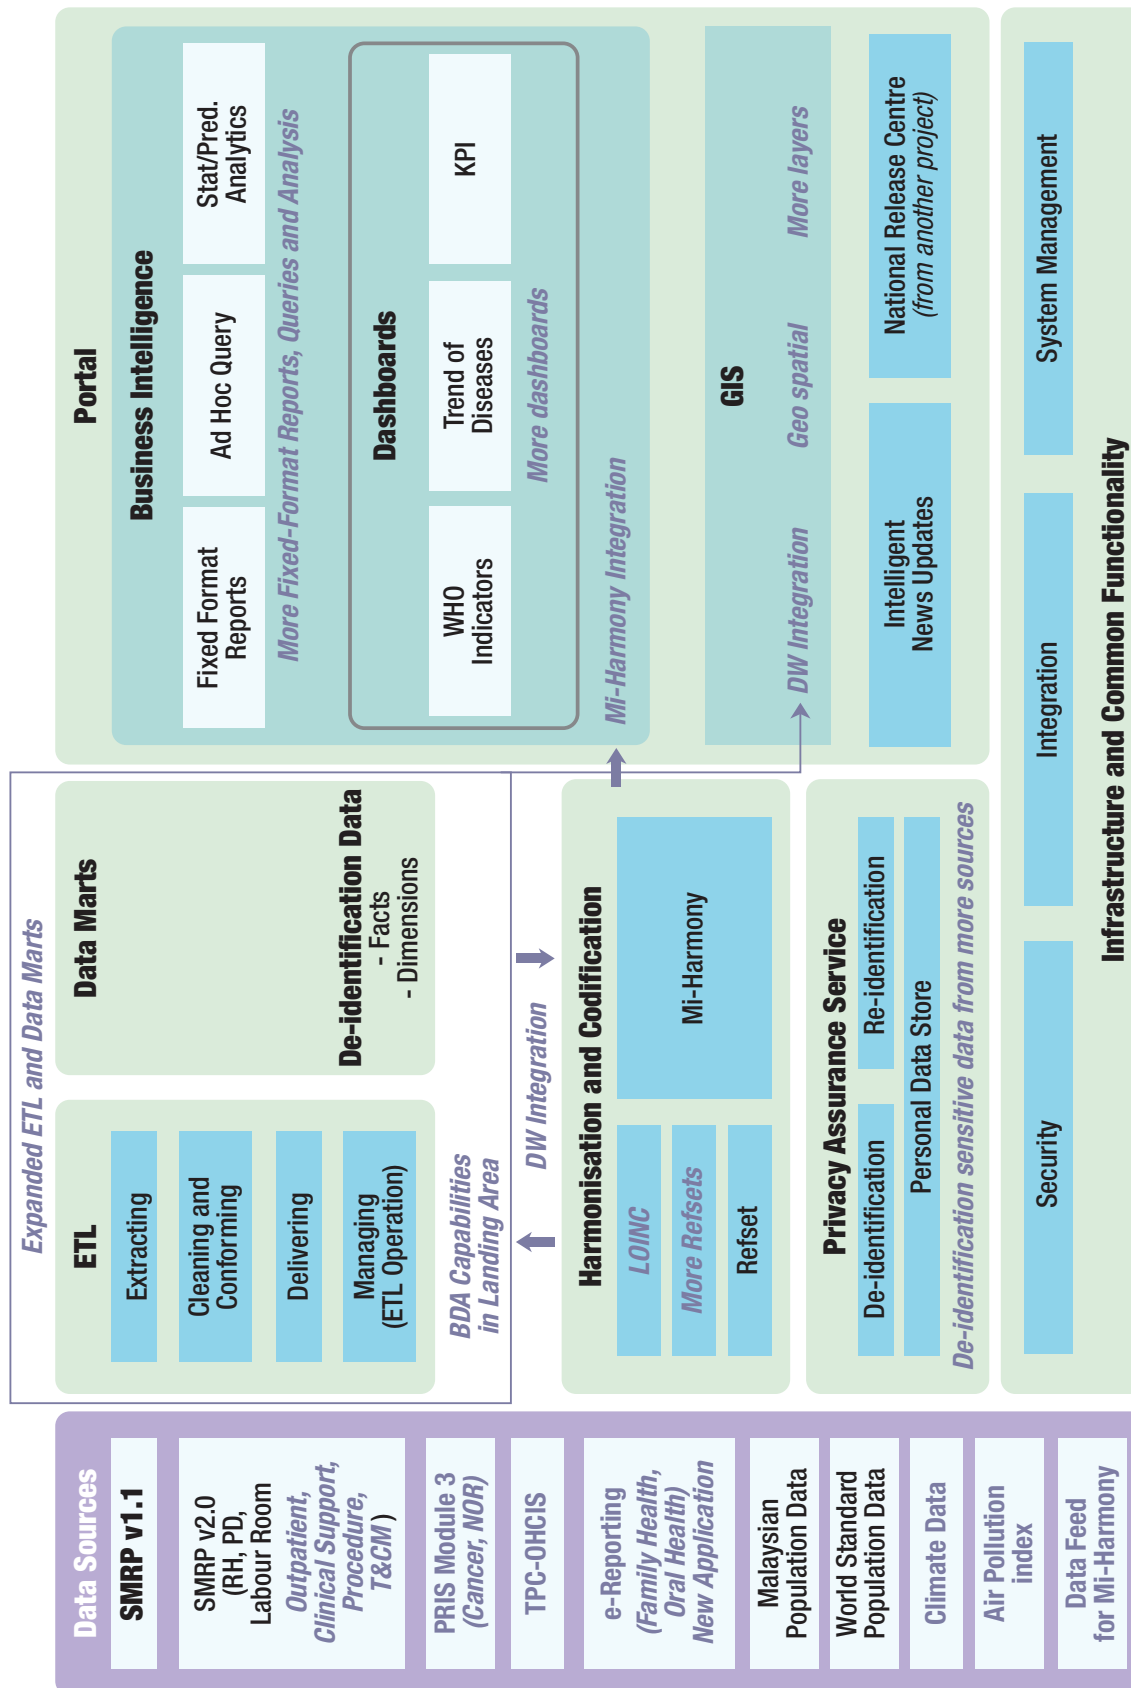 Data Sources
SMRP v1.1
SMRP v2.0
(RH, PD,
Labour Room
Outpatient,
Clinical Support,
Procedure,
T&CM)
PRIS Module 3
(Cancer, NOR)
TPC-OHCIS
e-Reporting
(Family Health,
Oral Health)
New Application
Malaysian
Population Data
World Standard
Population Data
Climate Data
Air Pollution
index
Data Feed
for Mi-Harmony
Expanded ETL and Data Marts
ETL
Extracting
Cleaning and
Conforming
Delivering
Managing
(ETL Operation)
BDA Capabilities
in Landing Area
Data Marts
De-identification Data
- Facts
- Dimensions
DW Integration
Harmonisation and Codification
LOINC
More Refsets
Refset
Mi-Harmony
Privacy Assurance Service
De-identification
Re-identification
Personal Data Store
De-identification sensitive data from more sources
Portal
Business Intelligence
Fixed Format
Reports
Ad Hoc Query
Stat/Pred.
Analytics
More Fixed-Format Reports, Queries and Analysis
Dashboards
WHO
Indicators
Trend of
Diseases
KPI
More dashboards
Mi-Harmony Integration
GIS
DW Integration
Geo spatial
More layers
Intelligent
News Updates
National Release Centre
(from another project)
Security
Integration
System Management
Infrastructure and Common Functionality